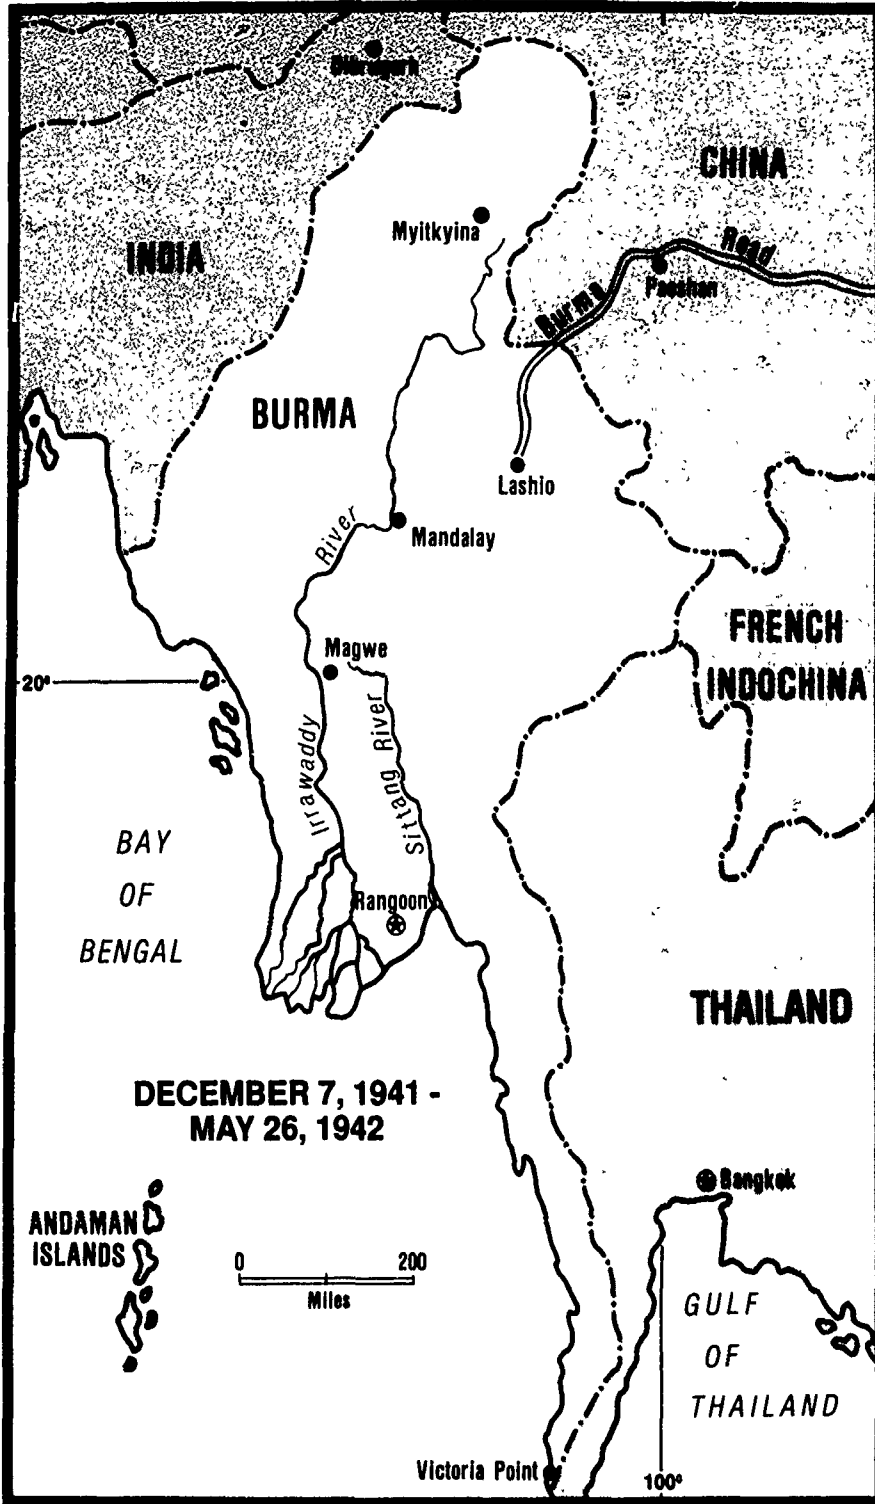 Dibrugarh
CHINA
Myitkyina
Burma Road
INDIA
Paoshan
BURMA
Lashio
River
Mandalay
FRENCH
INDOCHINA
Magwe
20°
Irrawaddy
Sittang River
BAY
OF
BENGAL
Rangoon
THAILAND
DECEMBER 7, 1941 -
MAY 26, 1942
Bangkok
ANDAMAN
ISLANDS
0 200
Miles
GULF
OF
THAILAND
Victoria Point
100°